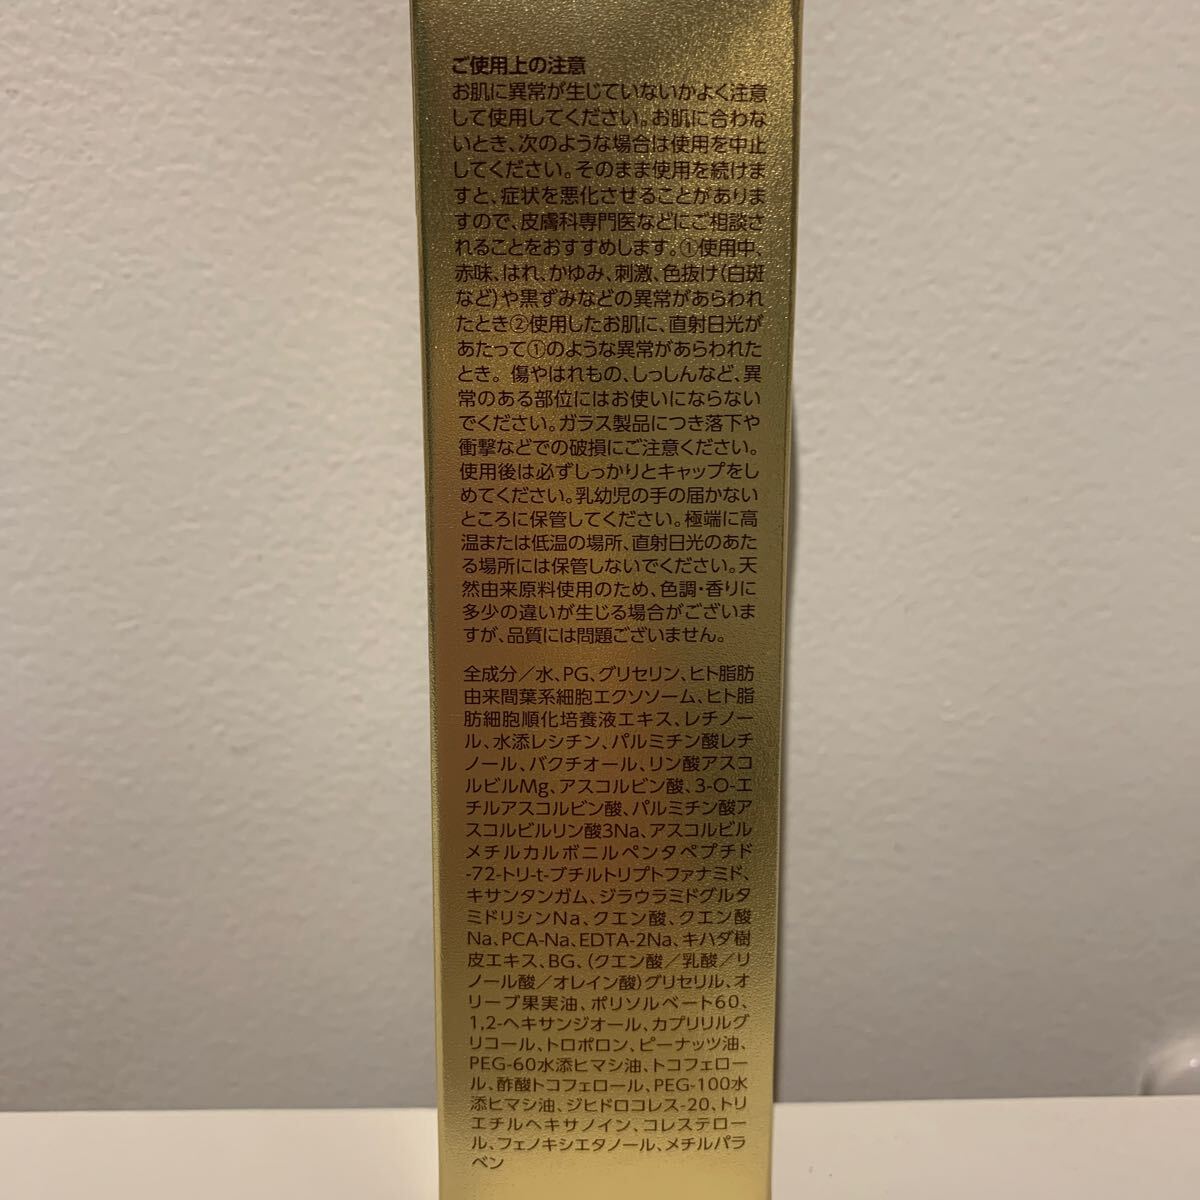 ご使用上の注意
お肌に異常が生じていないかよく注意
して使用してください。お肌に合わな
いとき、次のような場合は使用を中止
してください。そのまま使用を続けま
すと、症状を悪化させることがありま
すので、皮膚科専門医などにご相談さ
れることをおすすめします。①使用中、
赤味、はれ、かゆみ、刺激、色抜け(白斑
など)や黒ずみなどの異常があらわれ
たとき②使用したお肌に、直射日光が
あたって①のような異常があらわれた
とき。傷やはれもの、しっしんなど、異
常のある部位にはお使いにならない
でください。ガラス製品につき落下や
衝撃などでの破損にご注意ください。
使用後は必ずしっかりとキャップをし
めてください。乳幼児の手の届かない
ところに保管してください。極端に高
温または低温の場所、直射日光のあた
る場所には保管しないでください。天
然由来原料使用のため、色調・香りに
多少の違いが生じる場合がございま
すが、品質には問題ございません。
全成分／水、PG、グリセリン、ヒト脂肪
由来間葉系細胞エクソソーム、ヒト脂
肪細胞順化培養液エキス、レチノー
ル、水添レシチン、パルミチン酸レチ
ノール、バクチオール、リン酸アスコ
ルビルMg、アスコルビン酸、3-O-エ
チルアスコルビン酸、パルミチン酸ア
スコルビルリン酸3Na、アスコルビル
メチルカルボニルペンタペプチド
-72-トリ-t-ブチルトリプトファナミド、
キサンタンガム、ジラウラミドグルタ
ミドリシンNa、クエン酸、クエン酸
Na、PCA-Na、EDTA-2Na、キハダ樹
皮エキス、BG、(クエン酸／乳酸／リ
ノール酸／オレイン酸)グリセリル、オ
リーブ果実油、ポリソルベート60、
1,2-ヘキサンジオール、カプリリルグ
リコール、トロポロン、ピーナッツ油、
PEG-60水添ヒマシ油、トコフェロー
ル、酢酸トコフェロール、PEG-100水
添ヒマシ油、ジヒドロコレス-20、トリ
エチルヘキサノイン、コレステロー
ル、フェノキシエタノール、メチルパラ
ベン